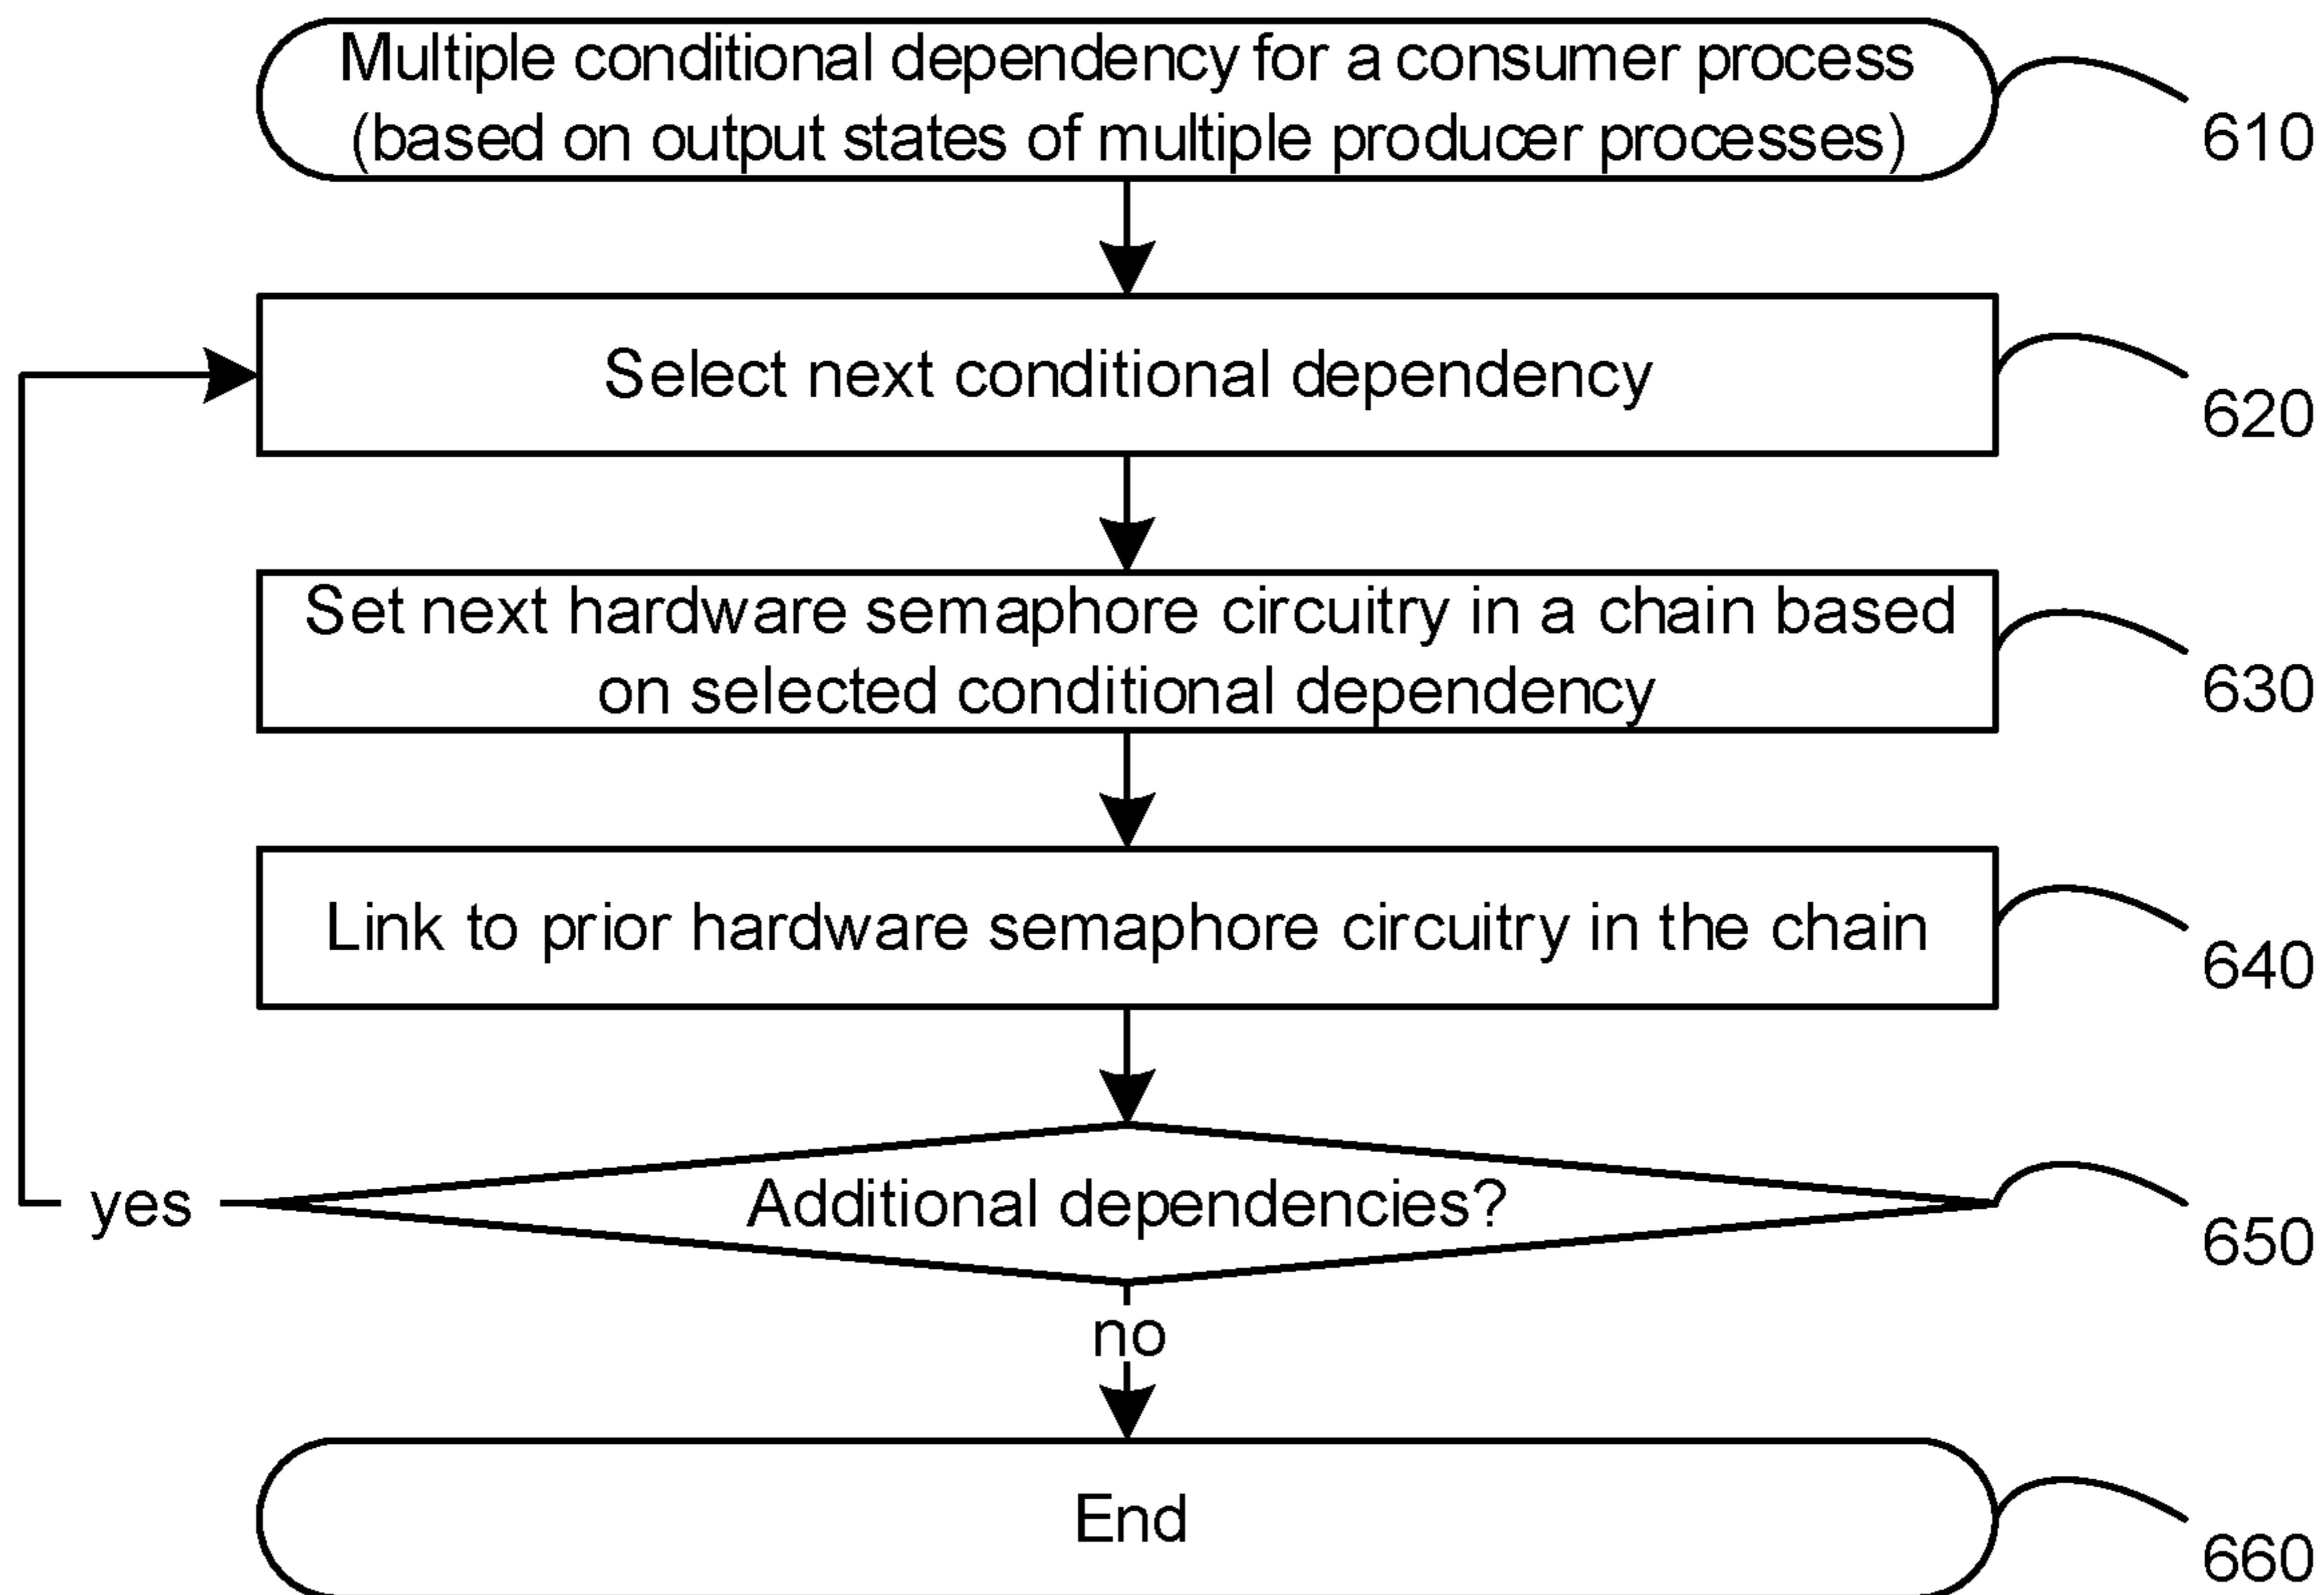 Multiple conditional dependency for a consumer process
(based on output states of multiple producer processes)
610
Select next conditional dependency
620
Set next hardware semaphore circuitry in a chain based
on selected conditional dependency
630
Link to prior hardware semaphore circuitry in the chain
640
Additional dependencies?
yes
650
no
End
660